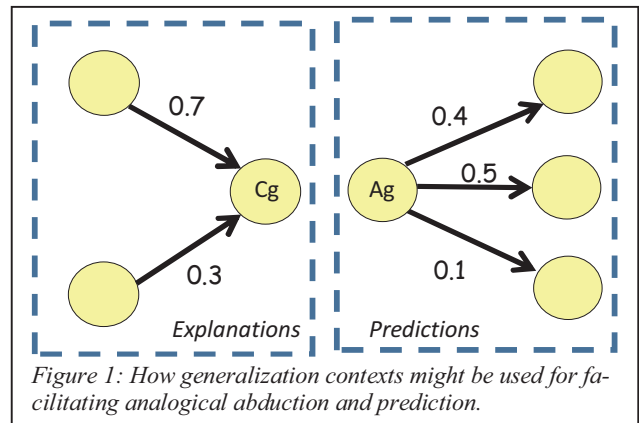 0.7
Cg
0.3
Explanations
0.4
Ag
0.5
0.1
Predictions
Figure 1: How generalization contexts might be used for fa-
cilitating analogical abduction and prediction.